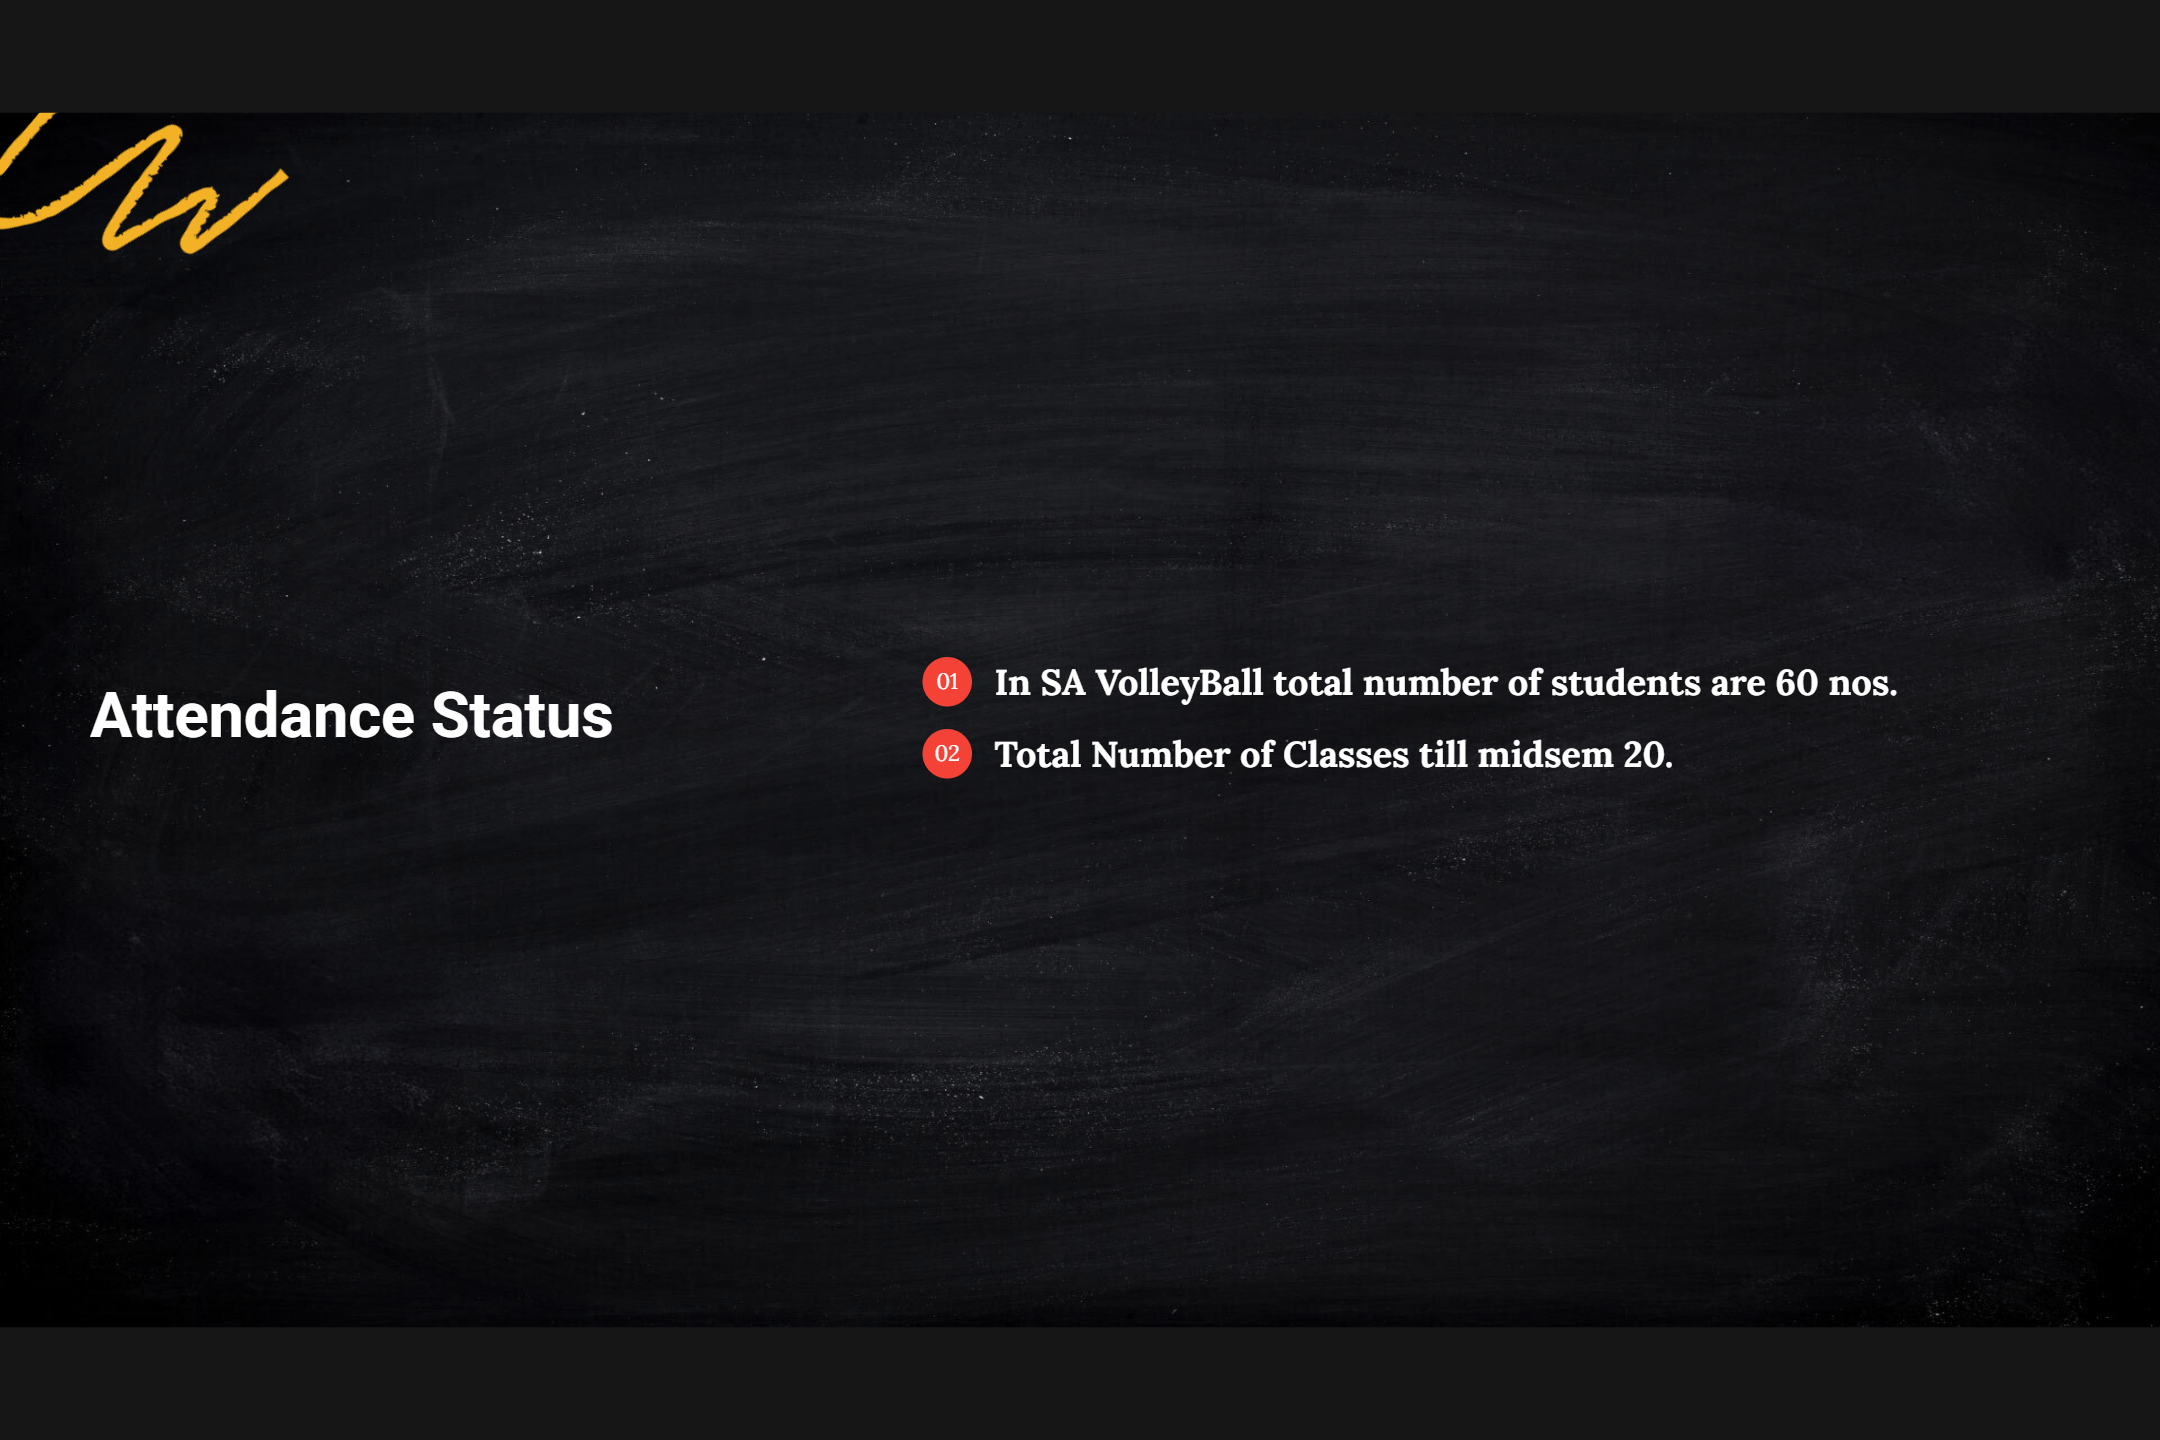 Attendance Status
01 In SA VolleyBall total number of students are 60 nos.
02 Total Number of Classes till midsem 20.